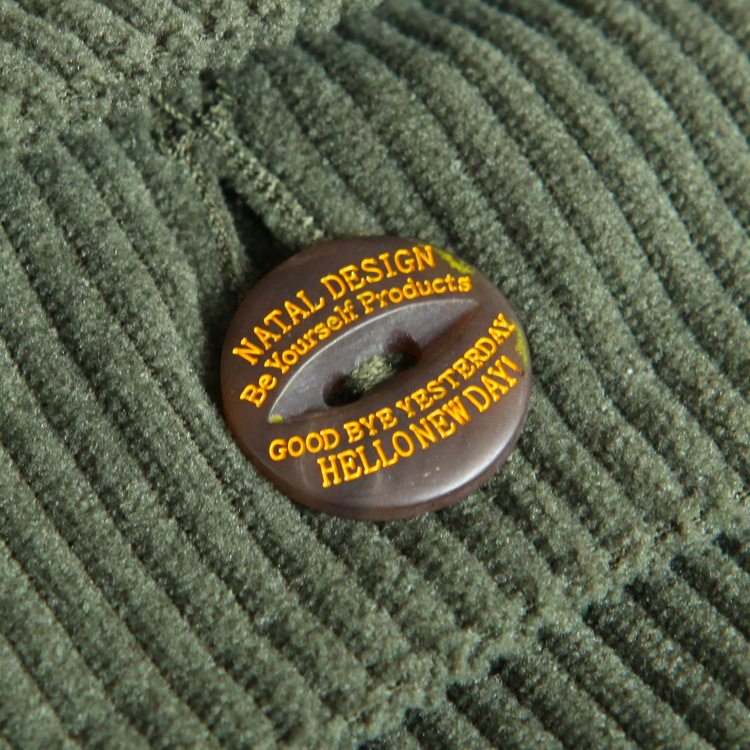 NATAL DESIGN
Be Yourself Products
GOOD BYE YESTERDAY
HELLO NEW DAY!